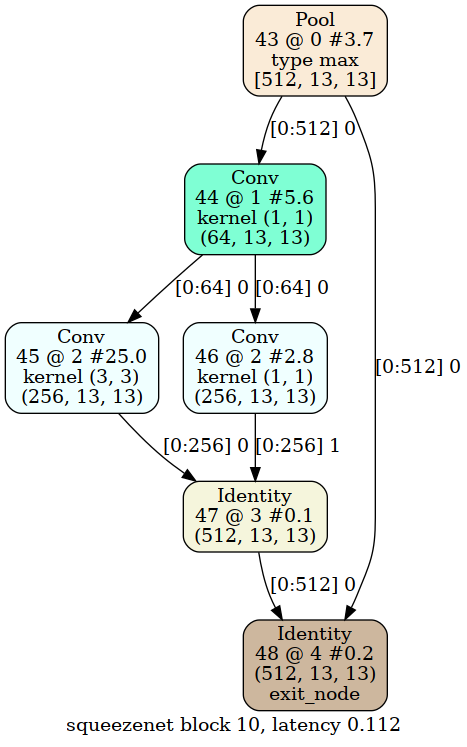 Pool
43 @ 0 #3.7
type max
[512, 13, 13]
[0:512] 0
Conv
44 @ 1 #5.6
kernel (1, 1)
(64, 13, 13)
[0:64] 0
[0:64] 0
Conv
45 @ 2 #25.0
kernel (3, 3)
(256, 13, 13)
Conv
46 @ 2 #2.8
kernel (1, 1)
(256, 13, 13)
[0:512] 0
[0:256] 0
[0:256] 1
Identity
47 @ 3 #0.1
(512, 13, 13)
[0:512] 0
Identity
48 @ 4 #0.2
(512, 13, 13)
exit_node
squeezenet block 10, latency 0.112